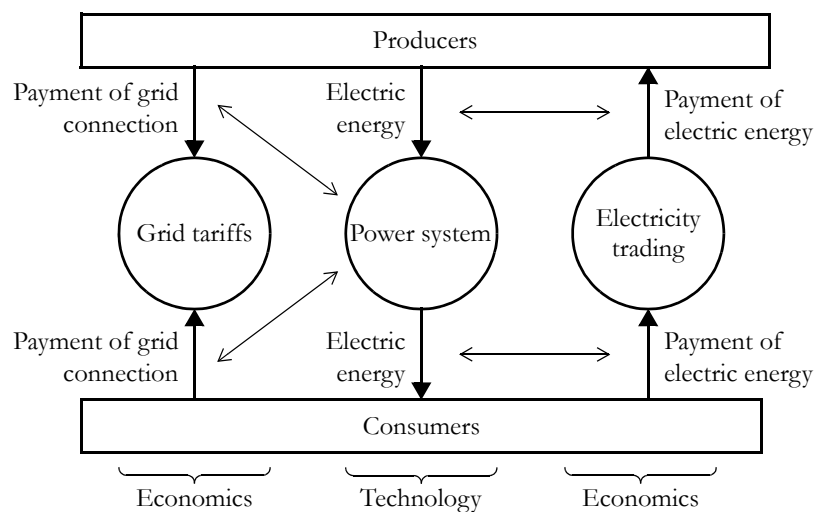 Producers
Payment of grid
connection
Electric
energy
Payment of
electric energy
Grid tariffs
Power system
Electricity
trading
Payment of grid
connection
Electric
energy
Payment of
electric energy
Consumers
Economics
Technology
Economics